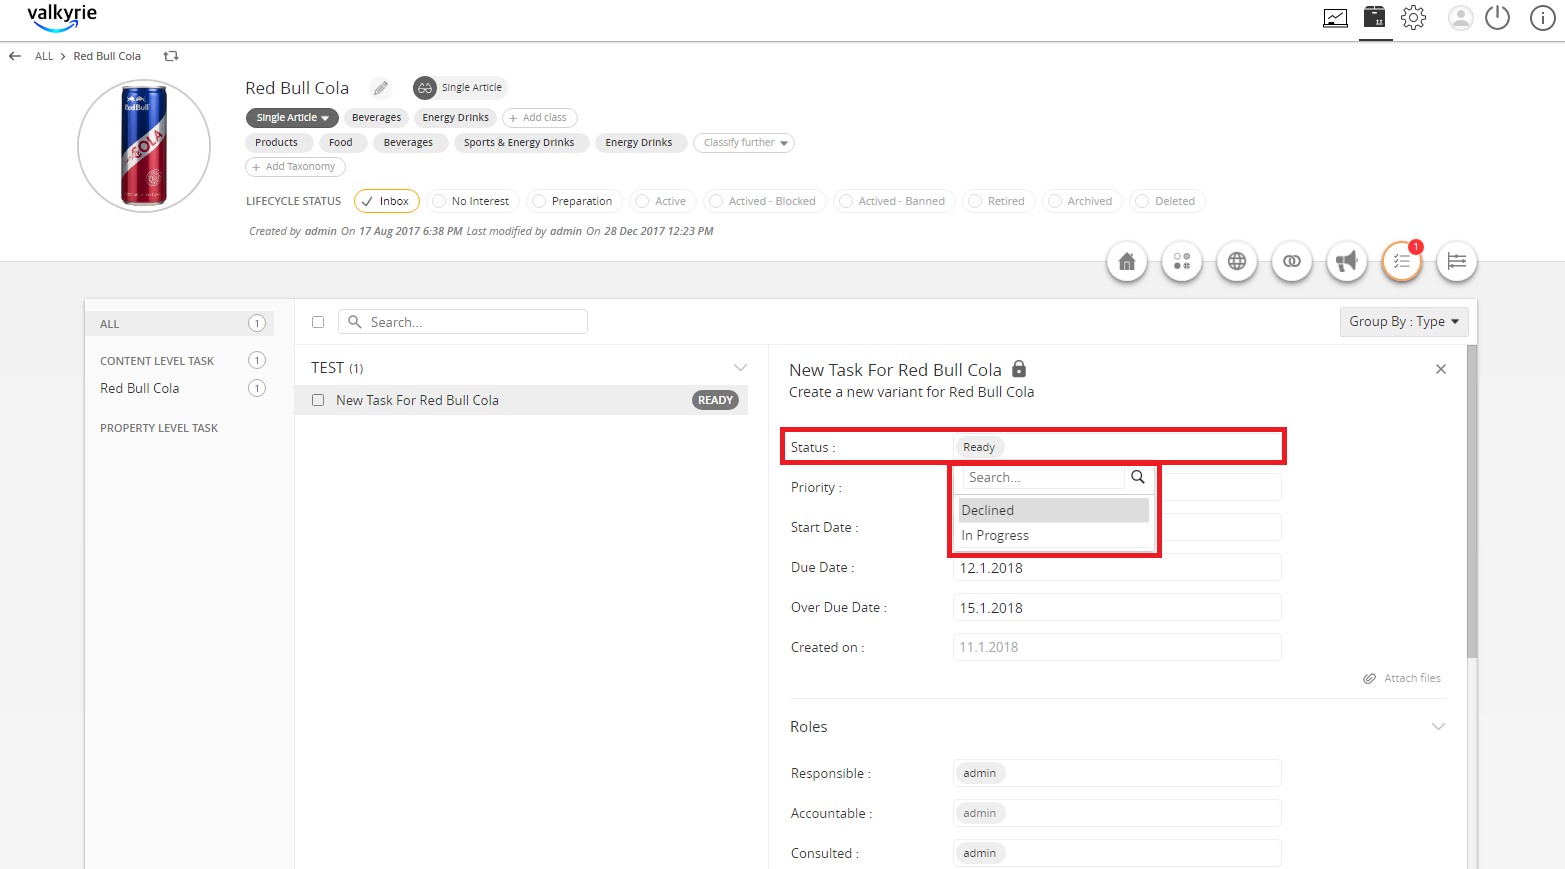 valkyrie
ALL > Red Bull Cola
Red Bull Cola Single Article
Single Article Beverages Energy Drinks + Add class
Products Food Beverages Sports & Energy Drinks Energy Drinks Classify further
+ Add Taxonomy
LIFECYCLE STATUS Inbox No Interest Preparation Active Actived - Blocked Actived - Banned Retired Archived Deleted
Created by admin On 17 Aug 2017 6:38 PM Last modified by admin On 28 Dec 2017 12:23 PM
RedBull
COLA
1
ALL 1
CONTENT LEVEL TASK 1
Red Bull Cola 1
PROPERTY LEVEL TASK
Search...
Group By : Type
TEST (1)
New Task For Red Bull Cola READY
New Task For Red Bull Cola
Create a new variant for Red Bull Cola
Status : Ready
Search...
Declined
In Progress
Priority :
Start Date :
Due Date : 12.1.2018
Over Due Date : 15.1.2018
Created on : 11.1.2018
Attach files
Roles
Responsible : admin
Accountable : admin
Consulted : admin